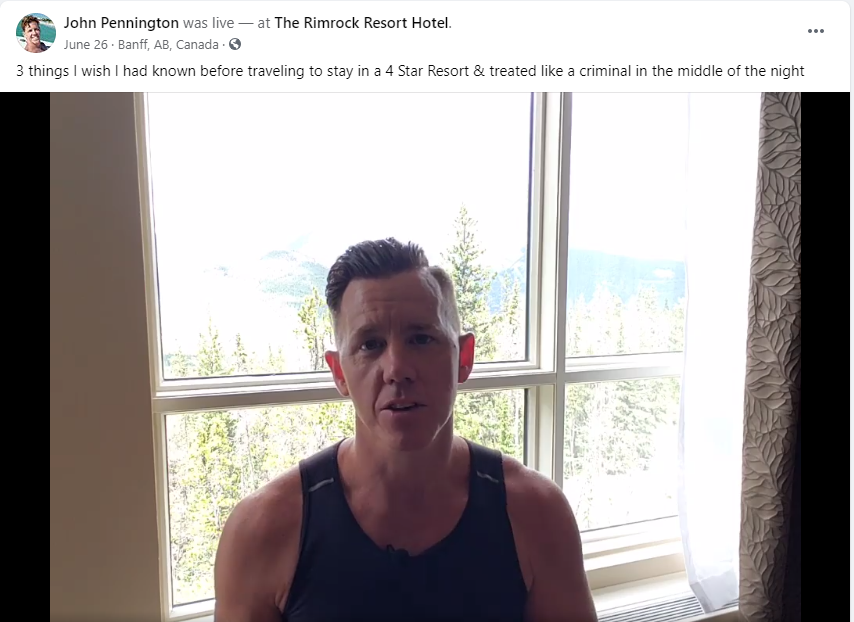 John Pennington was live — at The Rimrock Resort Hotel.
June 26 · Banff, AB, Canada ·
3 things I wish I had known before traveling to stay in a 4 Star Resort & treated like a criminal in the middle of the night